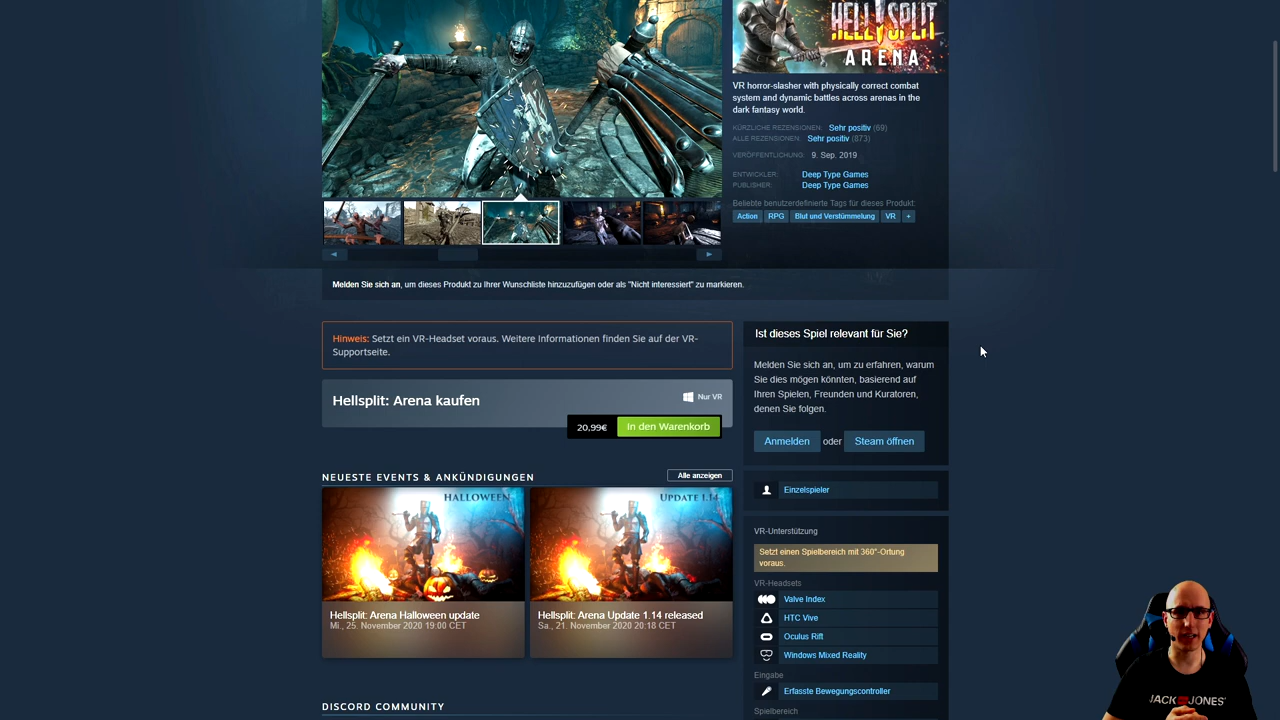 HELLSPLIT
ARENA
VR horror-slasher with physically correct combat
system and dynamic battles across arenas in the
dark fantasy world.
KÜRZLICHE REZENSIONEN: Sehr positiv (69)
ALLE REZENSIONEN: Sehr positiv (873)
VERÖFFENTLICHUNG: 9. Sep. 2019
ENTWICKLER: Deep Type Games
PUBLISHER: Deep Type Games
Beliebte benutzerdefinierte Tags für dieses Produkt:
Action RPG Blut und Verstümmelung VR +
Melden Sie sich an, um dieses Produkt zu Ihrer Wunschliste hinzuzufügen oder als "Nicht interessiert" zu markieren.
Hinweis: Setzt ein VR-Headset voraus. Weitere Informationen finden Sie auf der VR-
Supportseite.
Hellsplit: Arena kaufen
Nur VR
20,99€ In den Warenkorb
NEUESTE EVENTS & ANKÜNDIGUNGEN
Alle anzeigen
HALLOWEEN
Hellsplit: Arena Halloween update
Mi., 25. November 2020 19:00 CET
UPDATE 1.14
Hellsplit: Arena Update 1.14 released
Sa., 21. November 2020 20:18 CET
DISCORD COMMUNITY
Ist dieses Spiel relevant für Sie?
Melden Sie sich an, um zu erfahren, warum
Sie dies mögen könnten, basierend auf
Ihren Spielen, Freunden und Kuratoren,
denen Sie folgen.
Anmelden oder Steam öffnen
Einzelspieler
VR-Unterstützung
Setzt einen Spielbereich mit 360°-Ortung
voraus.
VR-Headsets
Valve Index
HTC Vive
Oculus Rift
Windows Mixed Reality
Eingabe
Erfasste Bewegungscontroller
Spielbereich
JACK JONES